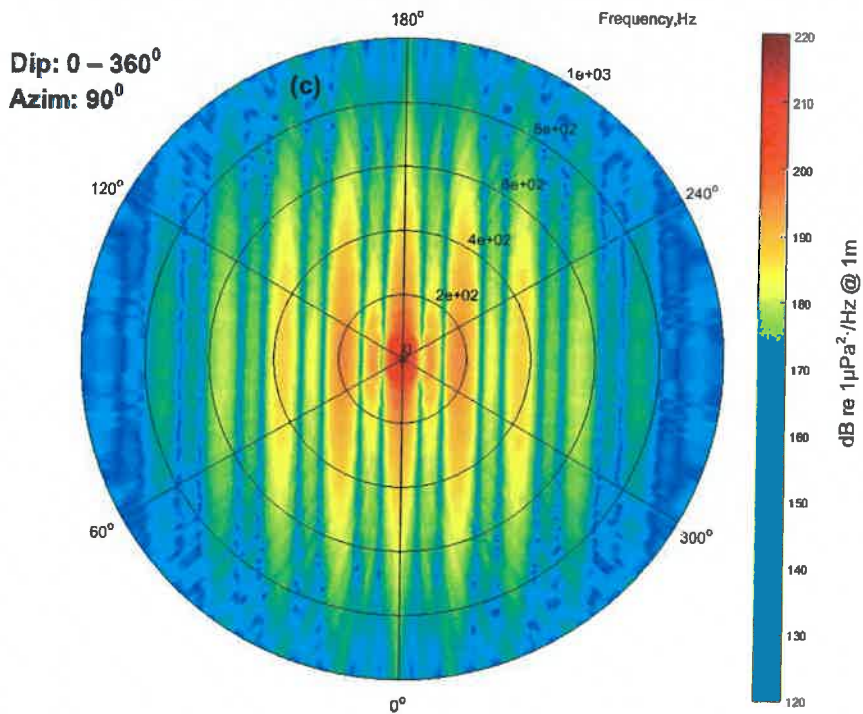 180°
Frequency,Hz
Dip: 0 – 360⁰
Azim: 90⁰
(c)
1e+03
8e+02
6e+02
4e+02
2e+02
0
120°
240°
60°
300°
0°
220
210
200
190
180
170
160
150
140
130
120
dB re 1µPa²·/Hz @ 1m